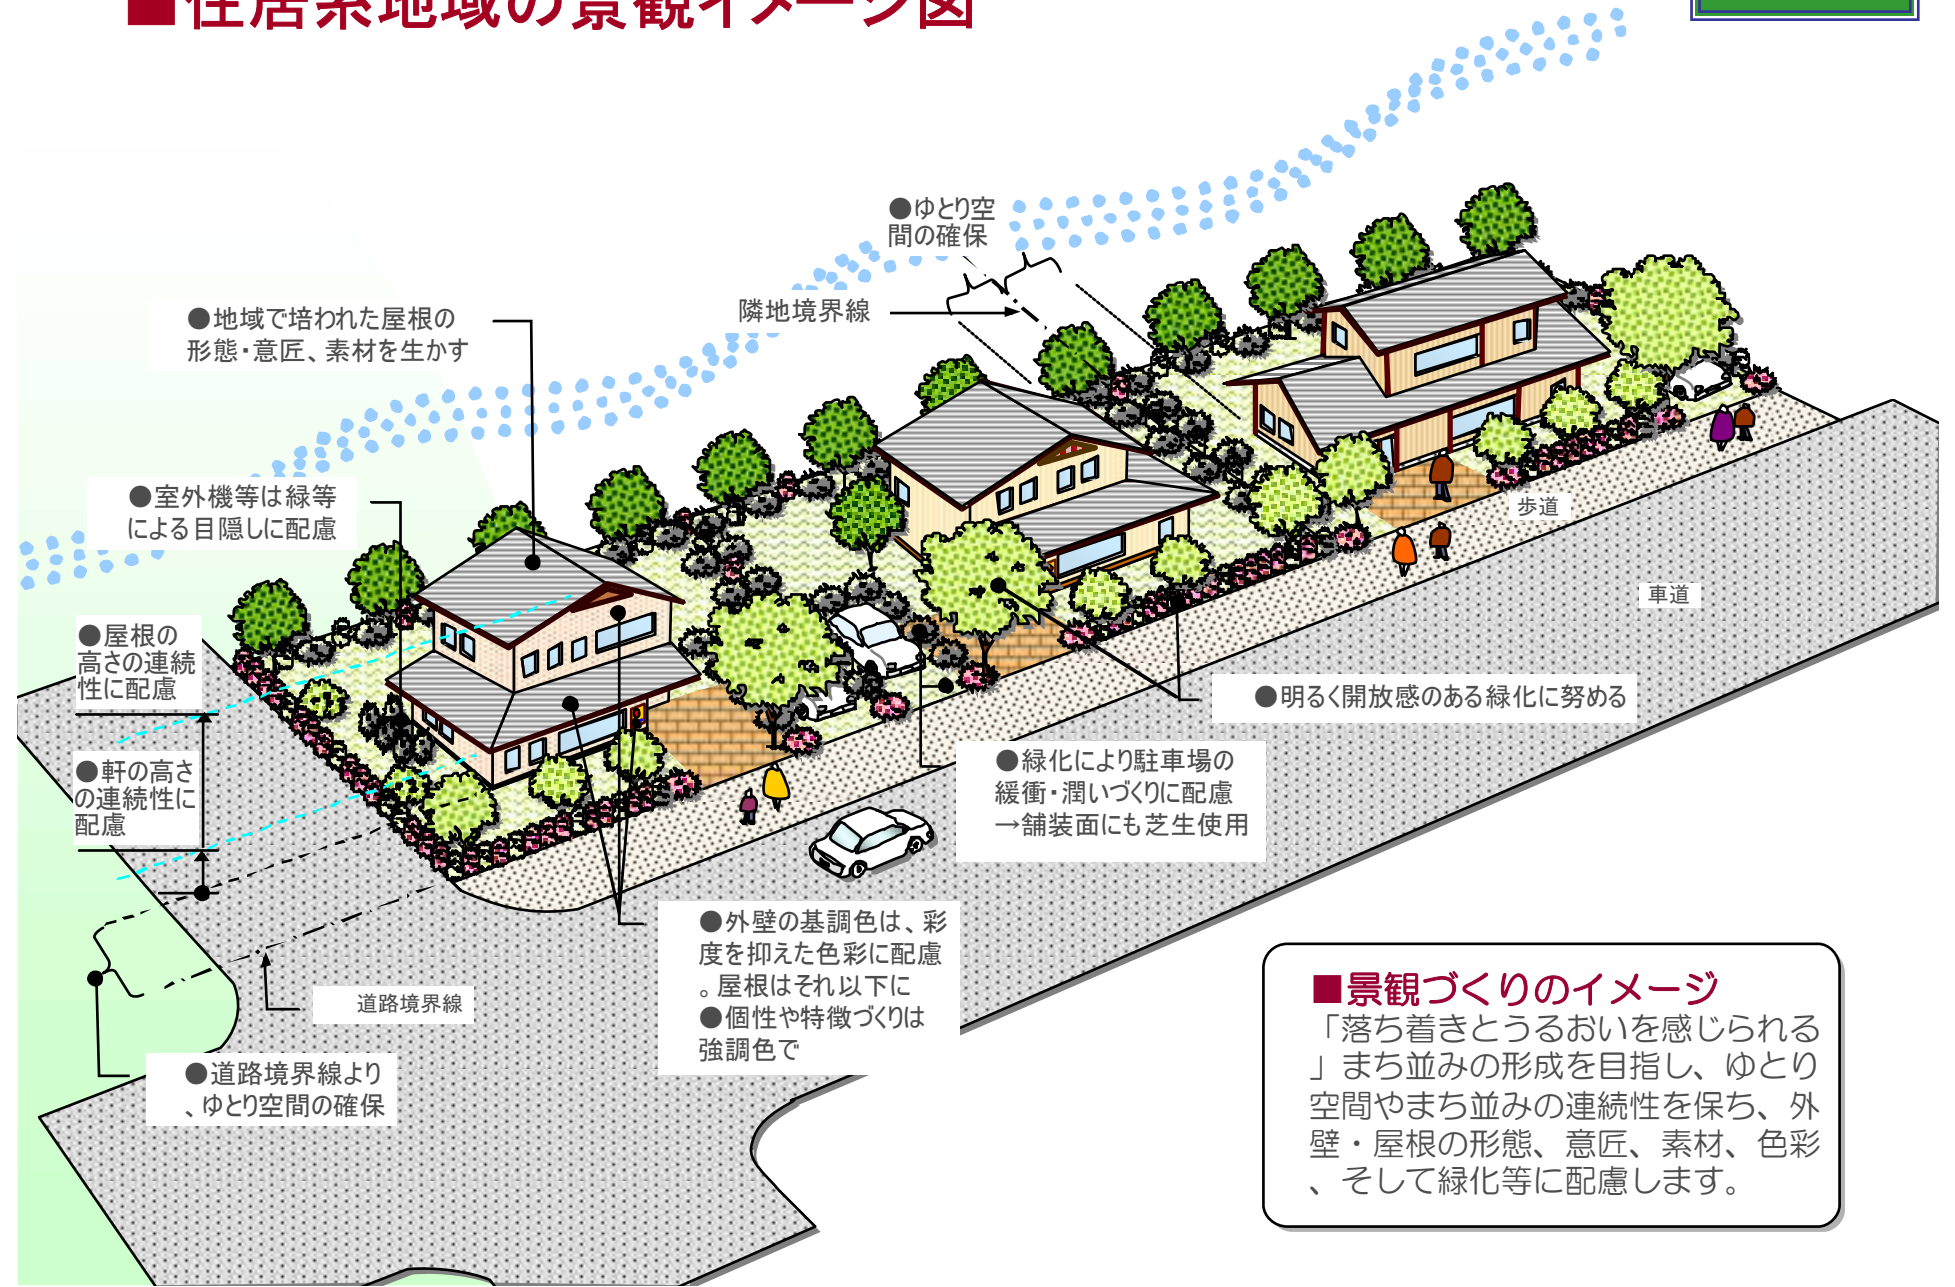 ■住居系地域の景観イメージ図
●ゆとり空
間の確保
隣地境界線
●地域で培われた屋根の
形態・意匠、素材を生かす
●室外機等は緑等
による目隠しに配慮
歩道
車道
●屋根の
高さの連続
性に配慮
●明るく開放感のある緑化に努める
●軒の高さ
の連続性に
配慮
●緑化により駐車場の
緩衝・潤いづくりに配慮
→舗装面にも芝生使用
●外壁の基調色は、彩
度を抑えた色彩に配慮
。屋根はそれ以下に
●個性や特徴づくりは
強調色で
道路境界線
●道路境界線より
、ゆとり空間の確保
■景観づくりのイメージ
「落ち着きとうるおいを感じられる
」まち並みの形成を目指し、ゆとり
空間やまち並みの連続性を保ち、外
壁・屋根の形態、意匠、素材、色彩
、そして緑化等に配慮します。